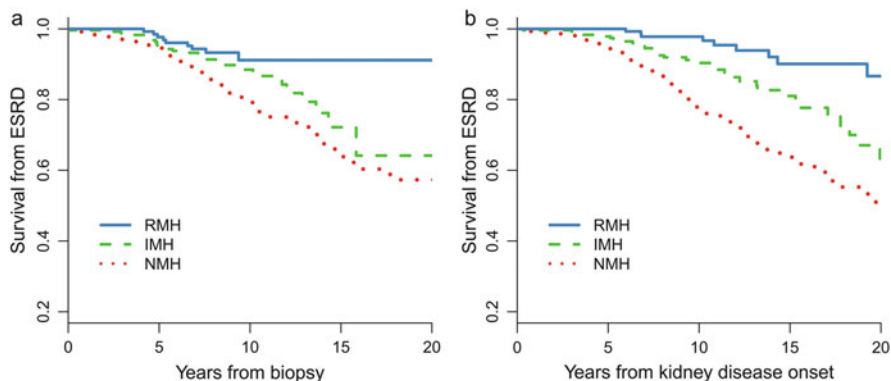 a
Survival from ESRD
1.0
0.8
0.6
0.4
0.2
RMH
IMH
NMH
0 5 10 15 20
Years from biopsy
b
Survival from ESRD
1.0
0.8
0.6
0.4
0.2
RMH
IMH
NMH
0 5 10 15 20
Years from kidney disease onset